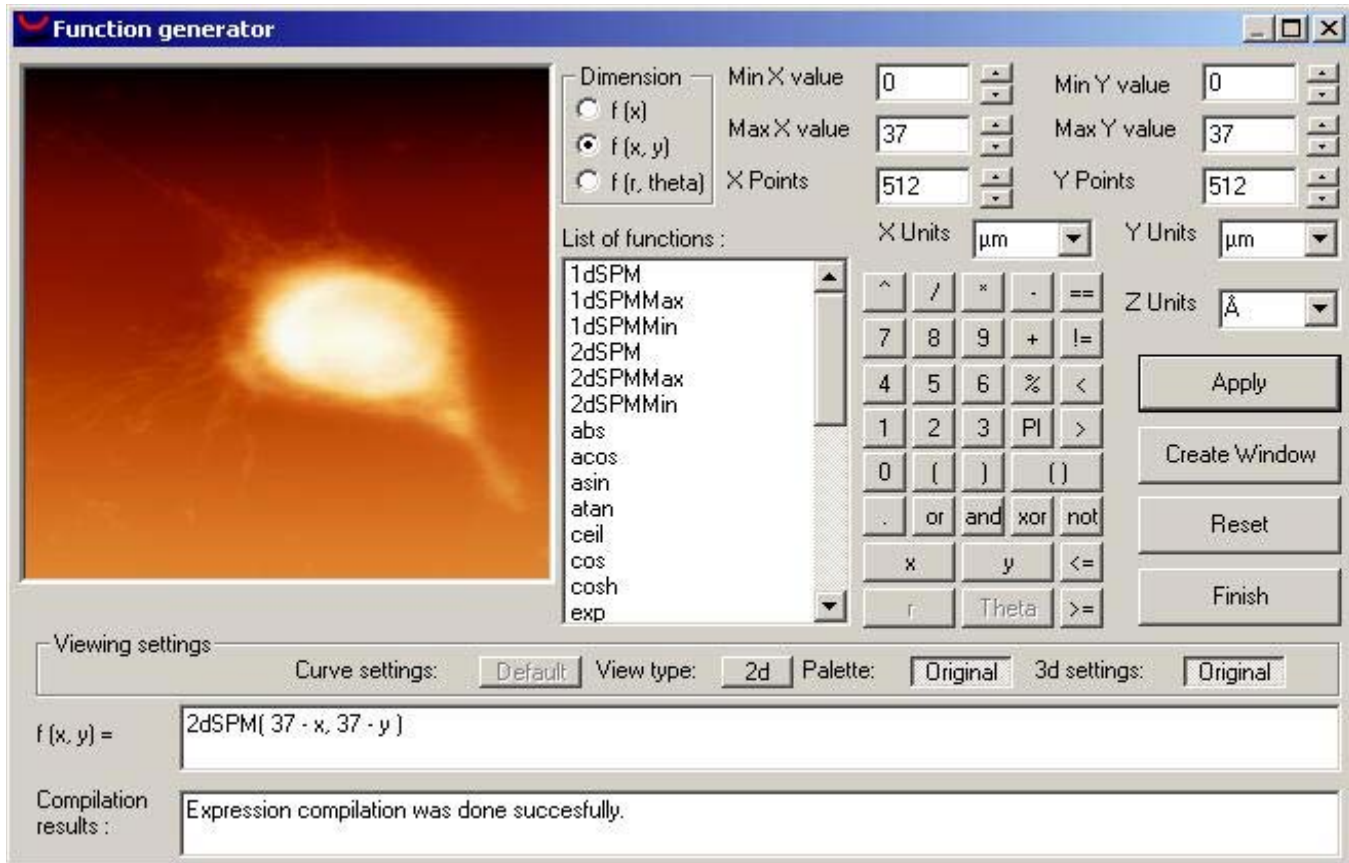 Function generator
Dimension
f (x)
f (x, y)
f (r, theta)
Min X value 0 Min Y value 0
Max X value 37 Max Y value 37
X Points 512 Y Points 512
X Units µm Y Units µm
Z Units Å
List of functions :
1dSPM
1dSPMMax
1dSPMMin
2dSPM
2dSPMMax
2dSPMMin
abs
acos
asin
atan
ceil
cos
cosh
exp
^ / * - ==
7 8 9 + !=
4 5 6 % <
1 2 3 PI >
0 ( ) ( )
. or and xor not
x y <=
r Theta >=
Apply
Create Window
Reset
Finish
Viewing settings
Curve settings: Default View type: 2d Palette: Original 3d settings: Original
f (x, y) = 2dSPM( 37 - x, 37 - y )
Compilation
results :
Expression compilation was done succesfully.